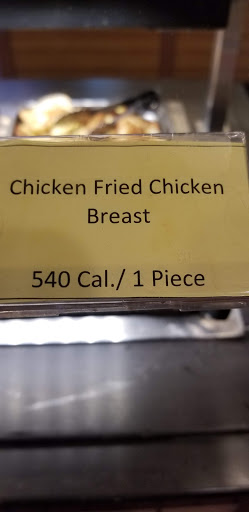 Chicken Fried Chicken
Breast
540 Cal./ 1 Piece